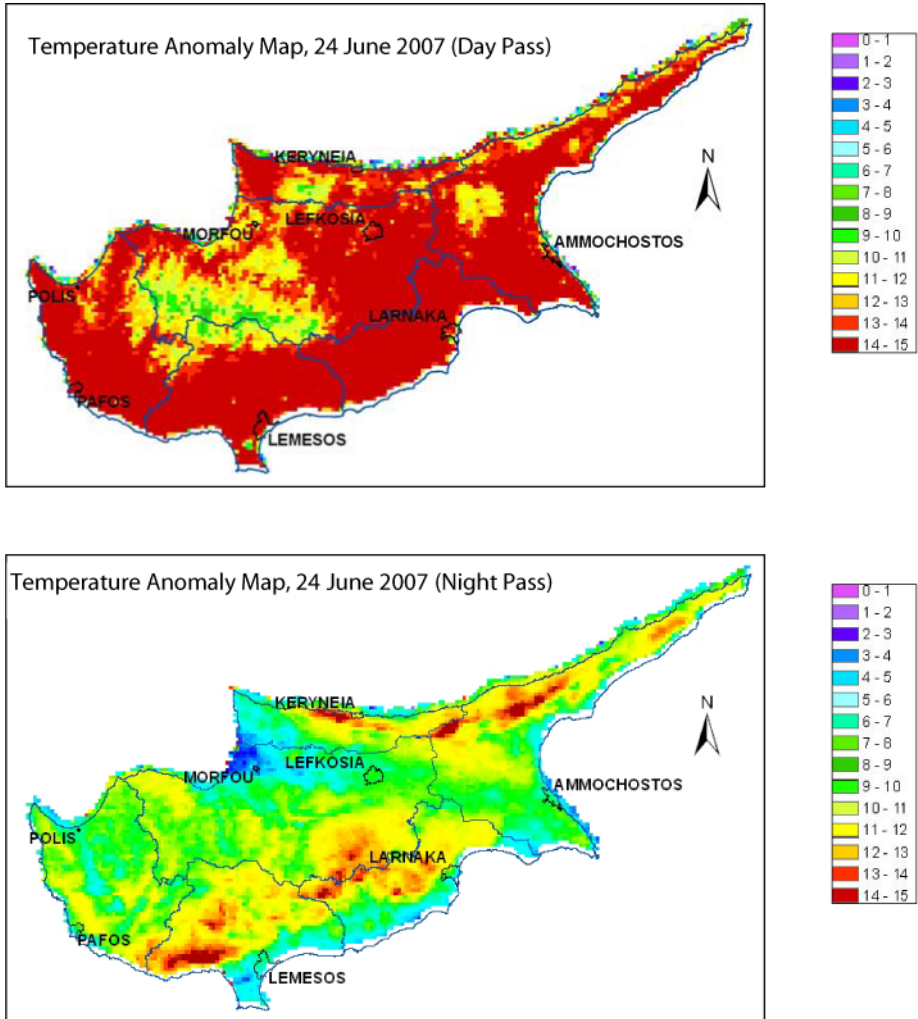 Temperature Anomaly Map, 24 June 2007 (Day Pass)
KERYNEIA
N
LEFKOSIA
MORFOU
AMMOCHOSTOS
POLIS
LARNAKA
PAFOS
LEMESOS
0 - 1
1 - 2
2 - 3
3 - 4
4 - 5
5 - 6
6 - 7
7 - 8
8 - 9
9 - 10
10 - 11
11 - 12
12 - 13
13 - 14
14 - 15
Temperature Anomaly Map, 24 June 2007 (Night Pass)
KERYNEIA
N
LEFKOSIA
MORFOU
AMMOCHOSTOS
POLIS
LARNAKA
PAFOS
LEMESOS
0 - 1
1 - 2
2 - 3
3 - 4
4 - 5
5 - 6
6 - 7
7 - 8
8 - 9
9 - 10
10 - 11
11 - 12
12 - 13
13 - 14
14 - 15